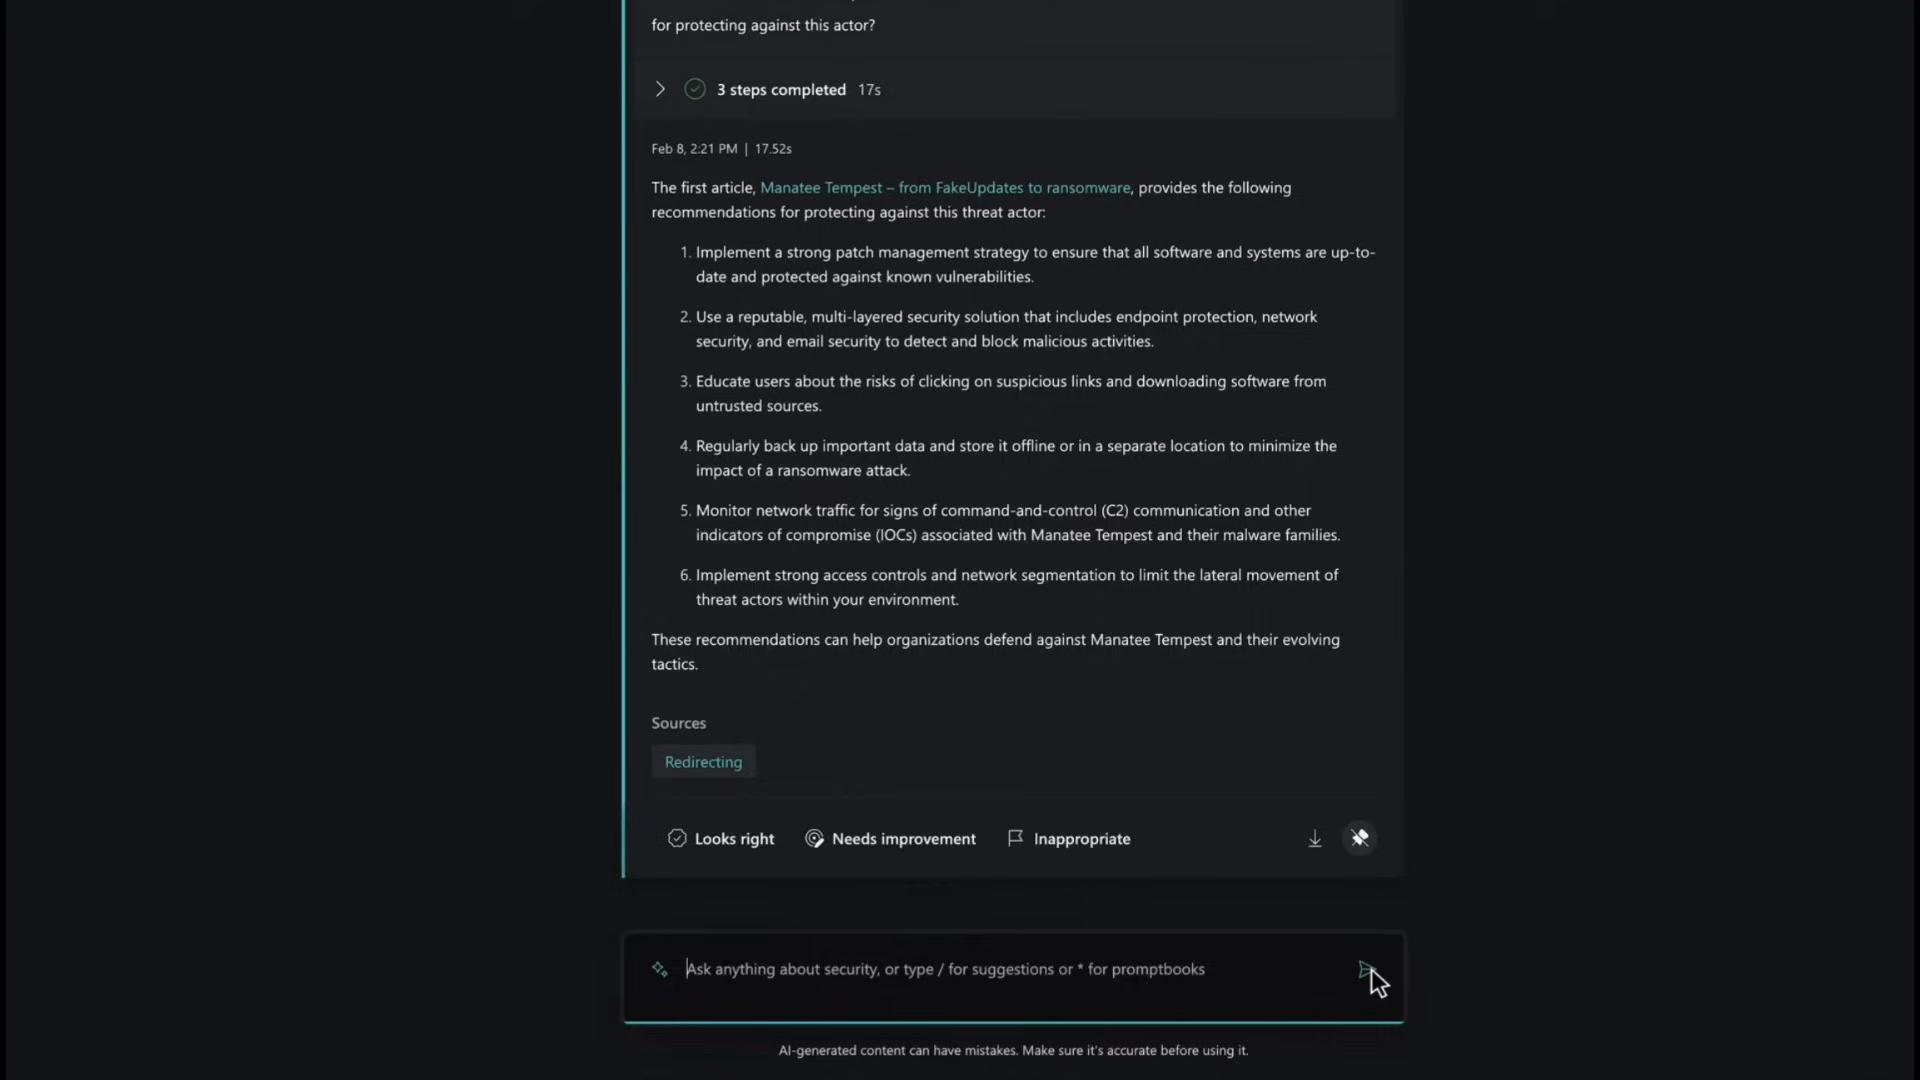 for protecting against this actor?
3 steps completed 17s
Feb 8, 2:21 PM | 17.52s
The first article, Manatee Tempest – from FakeUpdates to ransomware, provides the following
recommendations for protecting against this threat actor:
1. Implement a strong patch management strategy to ensure that all software and systems are up-to-
date and protected against known vulnerabilities.
2. Use a reputable, multi-layered security solution that includes endpoint protection, network
security, and email security to detect and block malicious activities.
3. Educate users about the risks of clicking on suspicious links and downloading software from
untrusted sources.
4. Regularly back up important data and store it offline or in a separate location to minimize the
impact of a ransomware attack.
5. Monitor network traffic for signs of command-and-control (C2) communication and other
indicators of compromise (IOCs) associated with Manatee Tempest and their malware families.
6. Implement strong access controls and network segmentation to limit the lateral movement of
threat actors within your environment.
These recommendations can help organizations defend against Manatee Tempest and their evolving
tactics.
Sources
Redirecting
Looks right Needs improvement Inappropriate
Ask anything about security, or type / for suggestions or * for promptbooks
AI-generated content can have mistakes. Make sure it's accurate before using it.